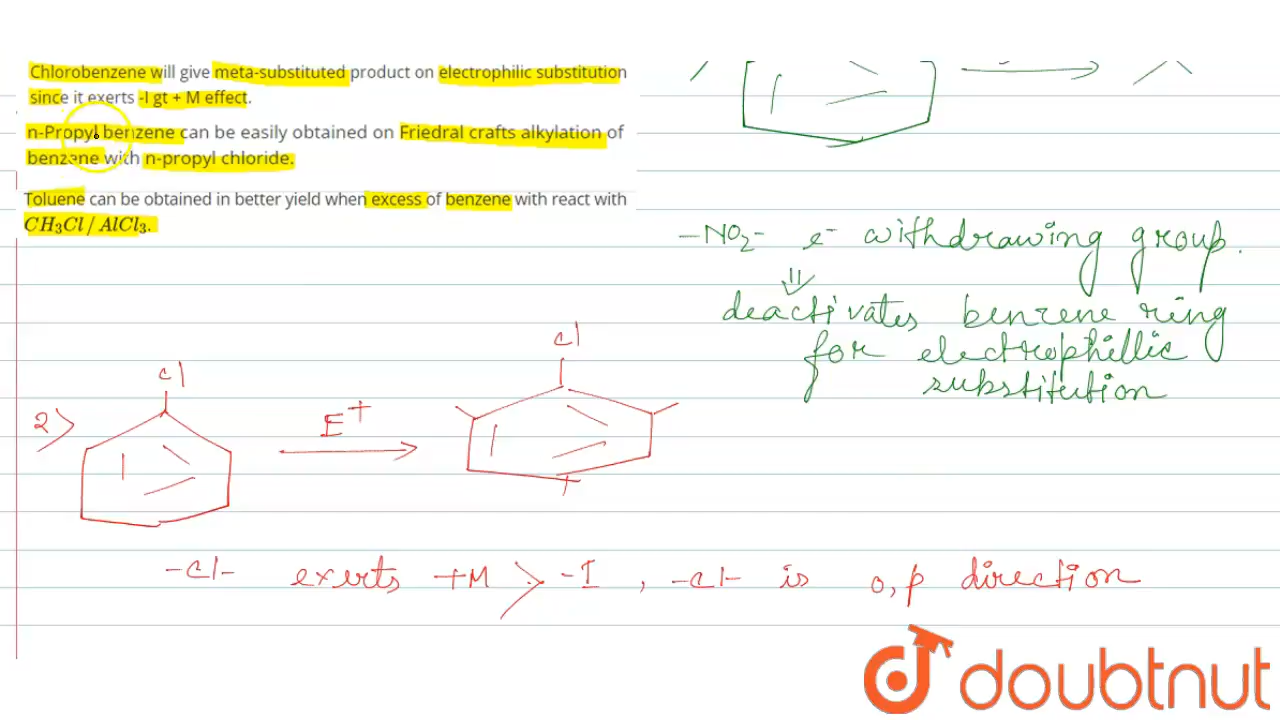 Chlorobenzene will give meta-substituted product on electrophilic substitution
since it exerts -I gt + M effect.
n-Propyl benzene can be easily obtained on Friedral crafts alkylation of
benzene with n-propyl chloride.
Toluene can be obtained in better yield when excess of benzene with react with
CH₃Cl / AlCl₃.
-NO₂- e⁻ withdrawing group.
deactivates benzene ring
for electrophillic
substitution
Cl
Cl
2>
E⁺
+
-Cl- exerts +M > -I , -Cl- is o,p direction
doubtnut